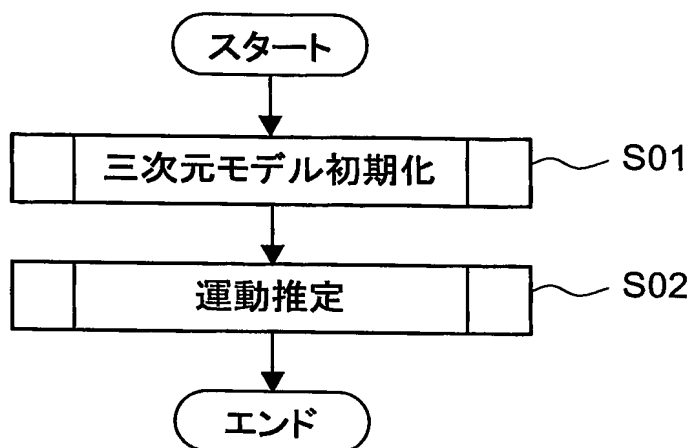 スタート
三次元モデル初期化
S01
運動推定
S02
エンド